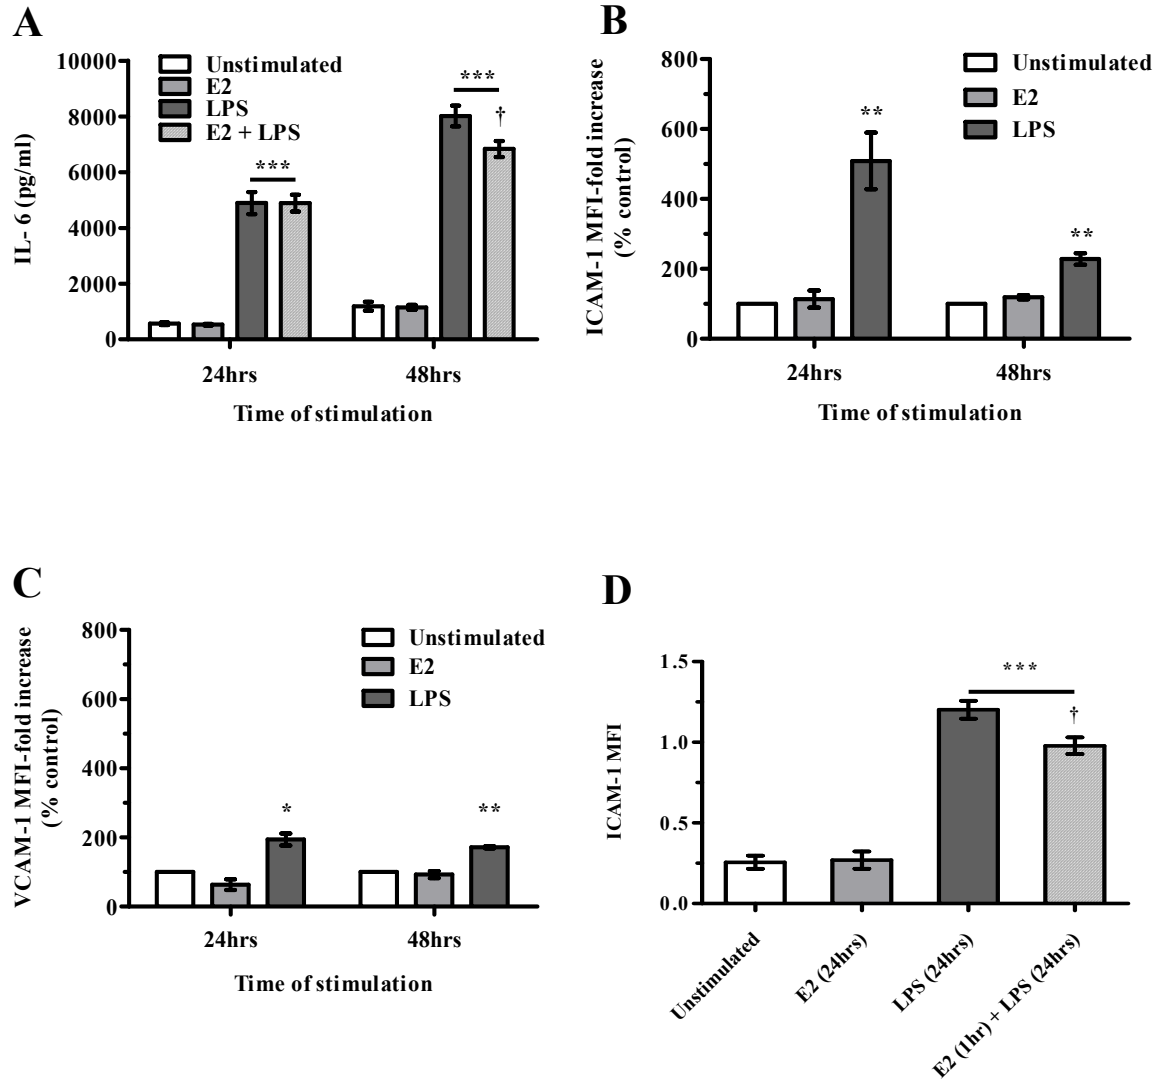 A
IL- 6 (pg/ml)
10000
8000
6000
4000
2000
0
Unstimulated
E2
LPS
E2 + LPS
***
***
†
24hrs
48hrs
Time of stimulation
B
ICAM-1 MFI-fold increase
(% control)
800
600
400
200
0
Unstimulated
E2
LPS
**
**
24hrs
48hrs
Time of stimulation
C
VCAM-1 MFI-fold increase
(% control)
800
600
400
200
0
Unstimulated
E2
LPS
*
**
24hrs
48hrs
Time of stimulation
D
ICAM-1 MFI
1.5
1.0
0.5
0.0
***
†
Unstimulated
E2 (24hrs)
LPS (24hrs)
E2 (1hr) + LPS (24hrs)